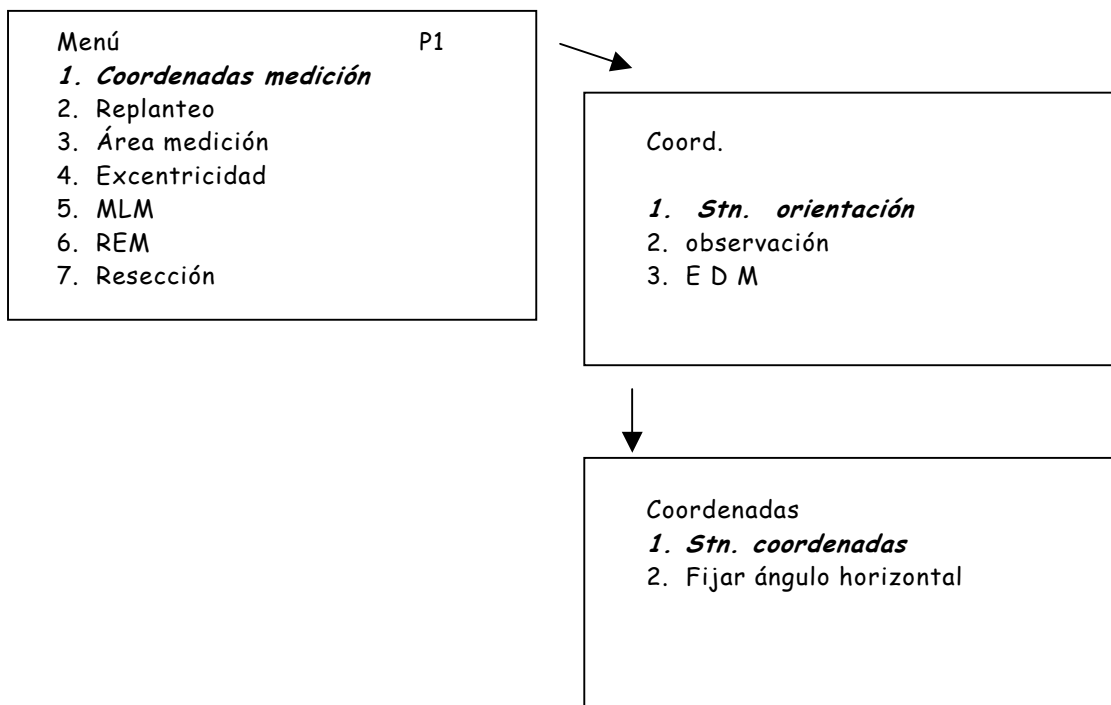 Menú P1
1. Coordenadas medición
2. Replanteo
3. Área medición
4. Excentricidad
5. MLM
6. REM
7. Resección
Coord.
1. Stn. orientación
2. observación
3. E D M
Coordenadas
1. Stn. coordenadas
2. Fijar ángulo horizontal